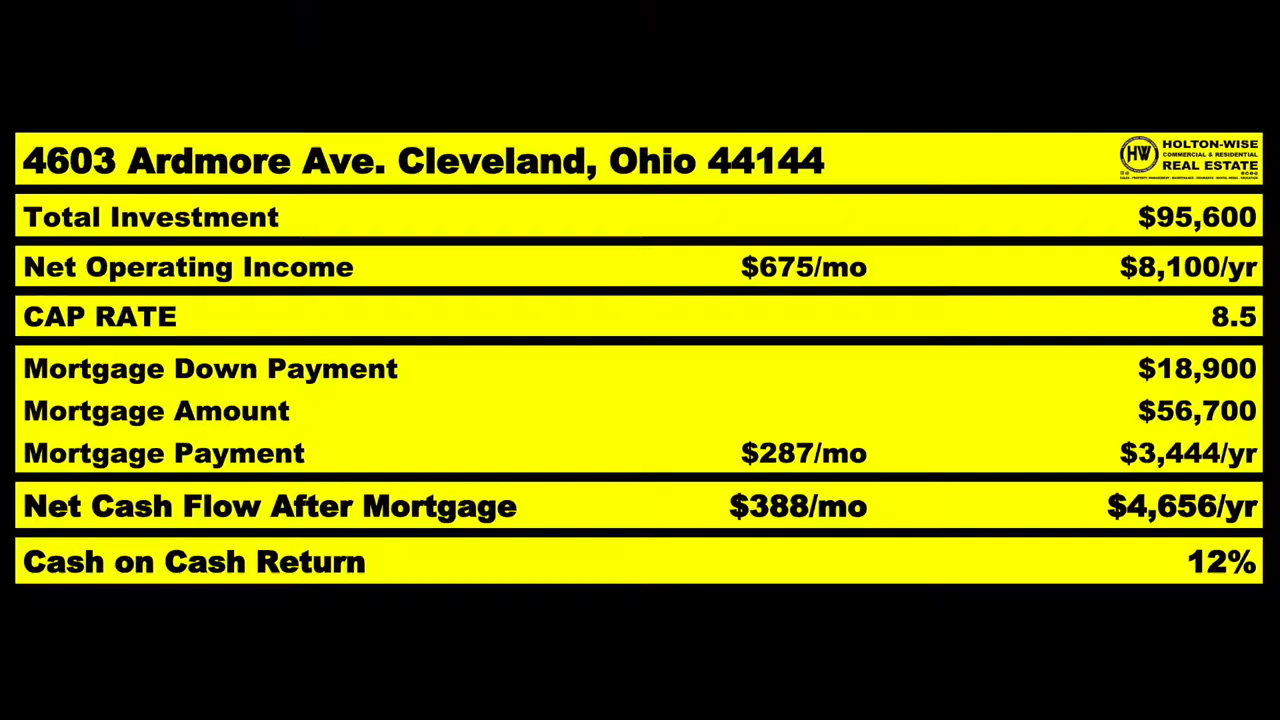 4603 Ardmore Ave. Cleveland, Ohio 44144
HW
HOLTON-WISE
COMMERCIAL & RESIDENTIAL
REAL ESTATE
Total Investment $95,600
Net Operating Income $675/mo $8,100/yr
CAP RATE 8.5
Mortgage Down Payment $18,900
Mortgage Amount $56,700
Mortgage Payment $287/mo $3,444/yr
Net Cash Flow After Mortgage $388/mo $4,656/yr
Cash on Cash Return 12%